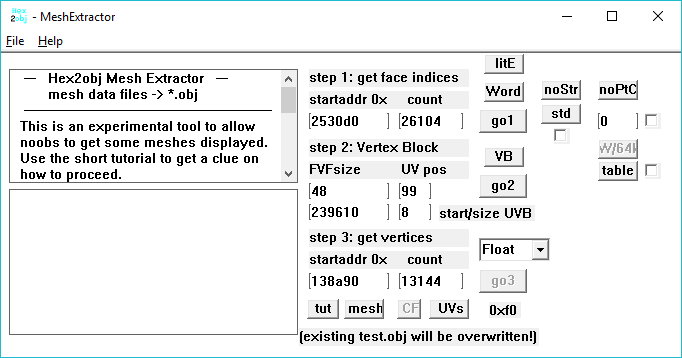 Hex
2obj - MeshExtractor
File Help
— Hex2obj Mesh Extractor —
mesh data files -> *.obj
This is an experimental tool to allow
noobs to get some meshes displayed.
Use the short tutorial to get a clue on
how to proceed.
step 1: get face indices
startaddr 0x count
[2530d0 ] [26104 ]
step 2: Vertex Block
FVFsize UV pos
[48 ] [99 ]
[239610 ] [8 ] start/size UVB
step 3: get vertices
startaddr 0x count
[138a90 ] [13144 ]
tut mesh CF UVs
(existing test.obj will be overwritten!)
litE
Word
go1
VB
go2
Float
go3
0xf0
noStr
std
noPtC
[0 ]
W/64k
table